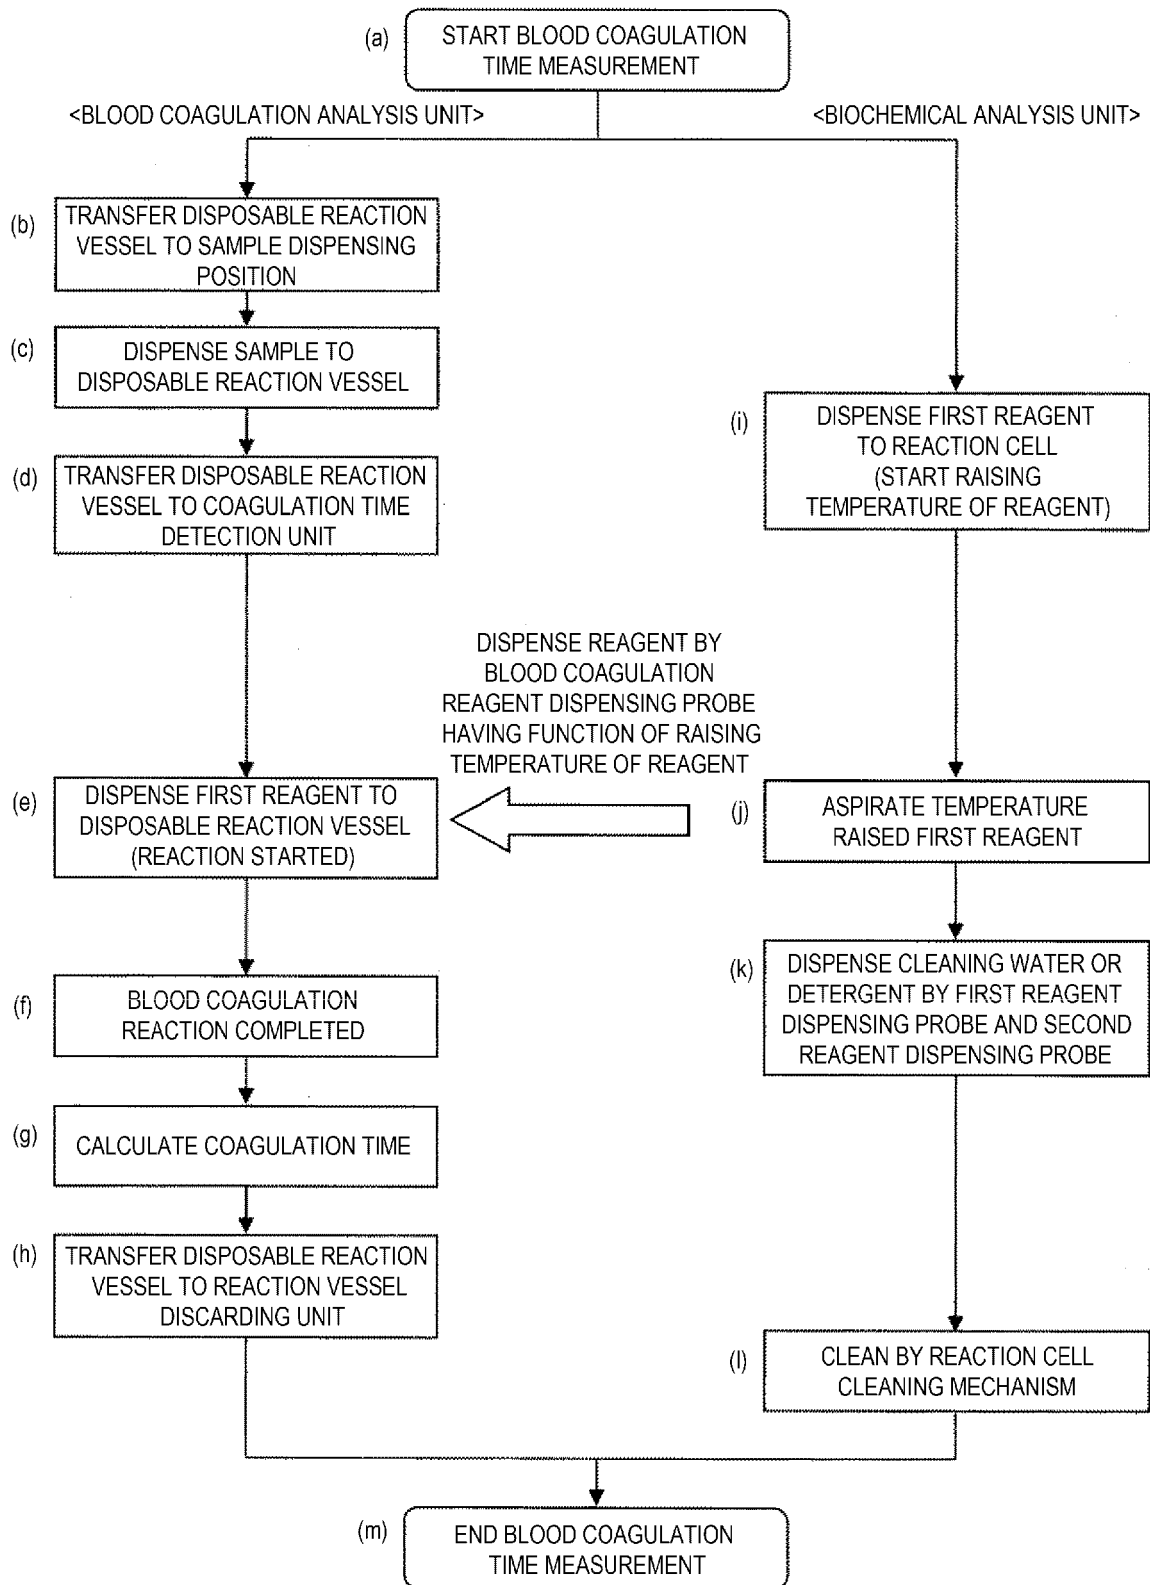 (a)
START BLOOD COAGULATION
TIME MEASUREMENT
<BLOOD COAGULATION ANALYSIS UNIT>
<BIOCHEMICAL ANALYSIS UNIT>
(b)
TRANSFER DISPOSABLE REACTION
VESSEL TO SAMPLE DISPENSING
POSITION
(c)
DISPENSE SAMPLE TO
DISPOSABLE REACTION VESSEL
(d)
TRANSFER DISPOSABLE REACTION
VESSEL TO COAGULATION TIME
DETECTION UNIT
(i)
DISPENSE FIRST REAGENT
TO REACTION CELL
(START RAISING
TEMPERATURE OF REAGENT)
DISPENSE REAGENT BY
BLOOD COAGULATION
REAGENT DISPENSING PROBE
HAVING FUNCTION OF RAISING
TEMPERATURE OF REAGENT
(e)
DISPENSE FIRST REAGENT TO
DISPOSABLE REACTION VESSEL
(REACTION STARTED)
(j)
ASPIRATE TEMPERATURE
RAISED FIRST REAGENT
(f)
BLOOD COAGULATION
REACTION COMPLETED
(k)
DISPENSE CLEANING WATER OR
DETERGENT BY FIRST REAGENT
DISPENSING PROBE AND SECOND
REAGENT DISPENSING PROBE
(g)
CALCULATE COAGULATION TIME
(h)
TRANSFER DISPOSABLE REACTION
VESSEL TO REACTION VESSEL
DISCARDING UNIT
(l)
CLEAN BY REACTION CELL
CLEANING MECHANISM
(m)
END BLOOD COAGULATION
TIME MEASUREMENT